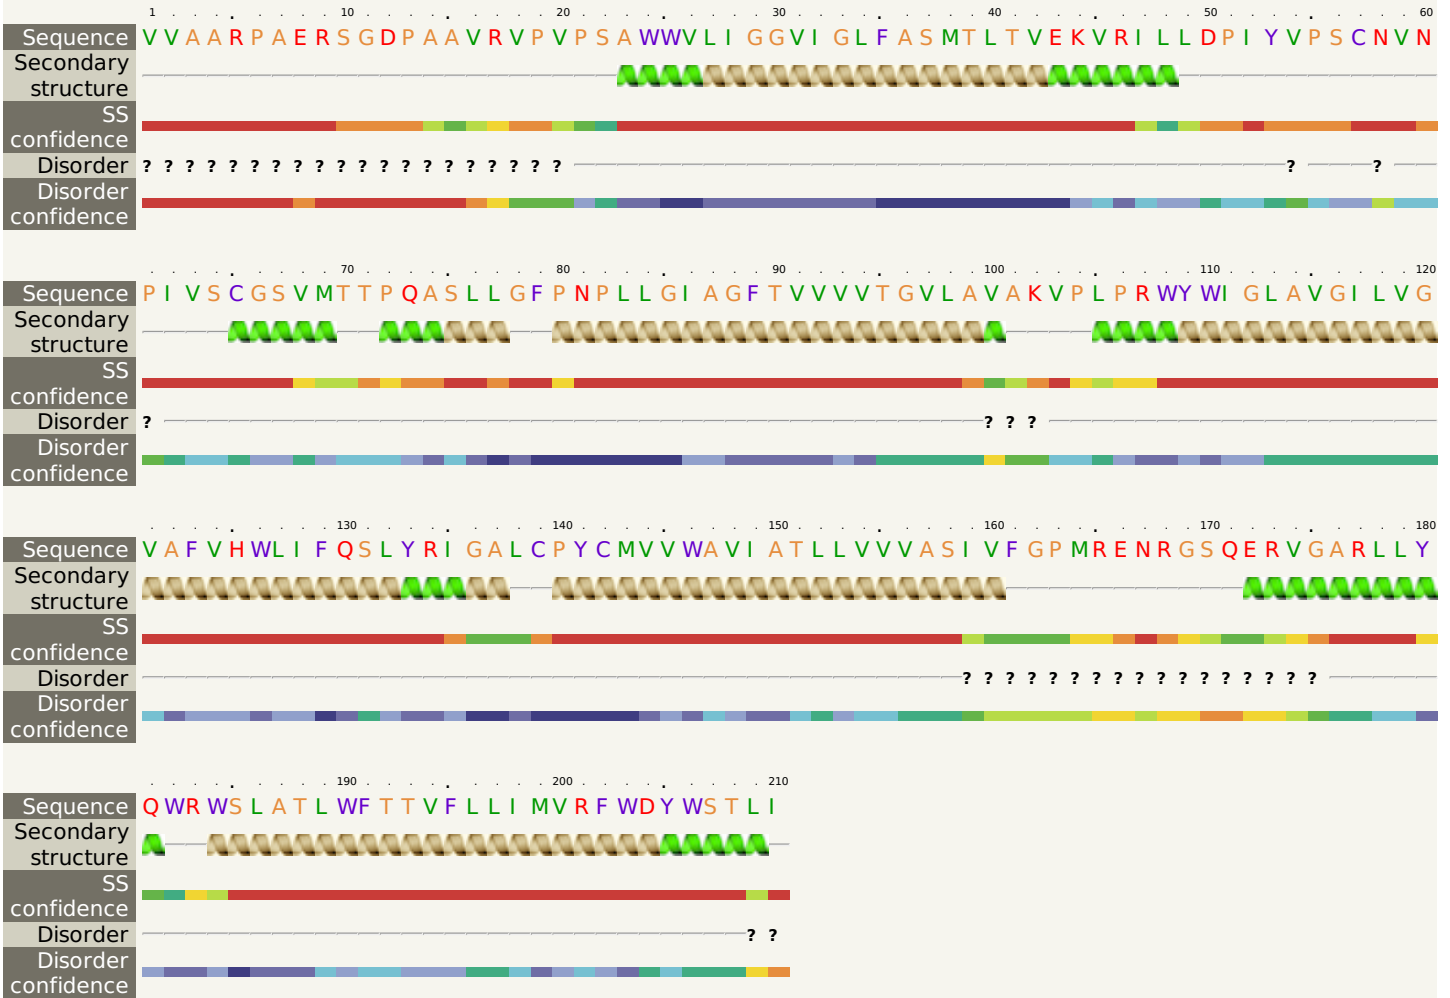 1 . . . . 10 . . . . 20 . . . . 30 . . . . 40 . . . . 50 . . . . 60
Sequence V V A A R P A E R S G D P A A V R V P V P S A W W V L I G G V I G L F A S M T L T V E K V R I L L D P I Y V P S C N V N
Secondary
structure
SS
confidence
Disorder ? ? ? ? ? ? ? ? ? ? ? ? ? ? ? ? ? ? ? ? ? ?
Disorder
confidence
. . . . 70 . . . . 80 . . . . 90 . . . . 100 . . . . 110 . . . . 120
Sequence P I V S C G S V M T T P Q A S L L G F P N P L L G I A G F T V V V V T G V L A V A K V P L P R W Y W I G L A V G I L V G
Secondary
structure
SS
confidence
Disorder ? ? ? ?
Disorder
confidence
. . . . 130 . . . . 140 . . . . 150 . . . . 160 . . . . 170 . . . . 180
Sequence V A F V H W L I F Q S L Y R I G A L C P Y C M V V W A V I A T L L V V V A S I V F G P M R E N R G S Q E R V G A R L L Y
Secondary
structure
SS
confidence
Disorder ? ? ? ? ? ? ? ? ? ? ? ? ? ? ? ? ?
Disorder
confidence
. . . . 190 . . . . 200 . . . . 210
Sequence Q W R W S L A T L W F T T V F L L I M V R F W D Y W S T L I
Secondary
structure
SS
confidence
Disorder ? ?
Disorder
confidence